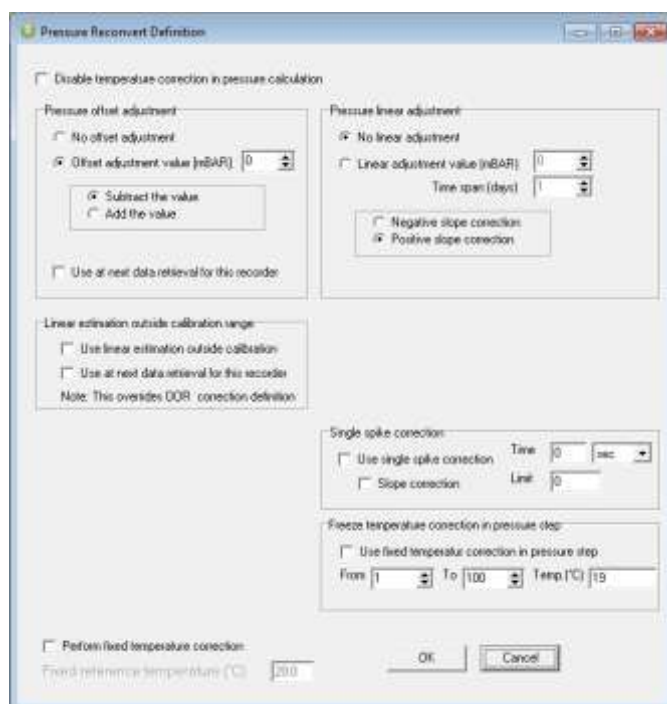 Pressure Reconvert Definition
Disable temperature correction in pressure calculation
Pressure offset adjustment
No offset adjustment
Offset adjustment value (mBAR) 0
Subtract the value
Add the value
Use at next data retrieval for this recorder
Pressure linear adjustment
No linear adjustment
Linear adjustment value (mBAR) 0
Time span (days) 1
Negative slope correction
Positive slope correction
Linear estimation outside calibration range
Use linear estimation outside calibration
Use at next data retrieval for this recorder
Note: This overrides OOR correction definition
Single spike correction
Use single spike correction Time 0 sec
Slope correction Limit 0
Freeze temperature correction in pressure step
Use fixed temperatur correction in pressure step
From 1 To 100 Temp.(°C) 19
Perform fixed temperature correction
Fixed reference temperature (°C) 20.0
OK Cancel